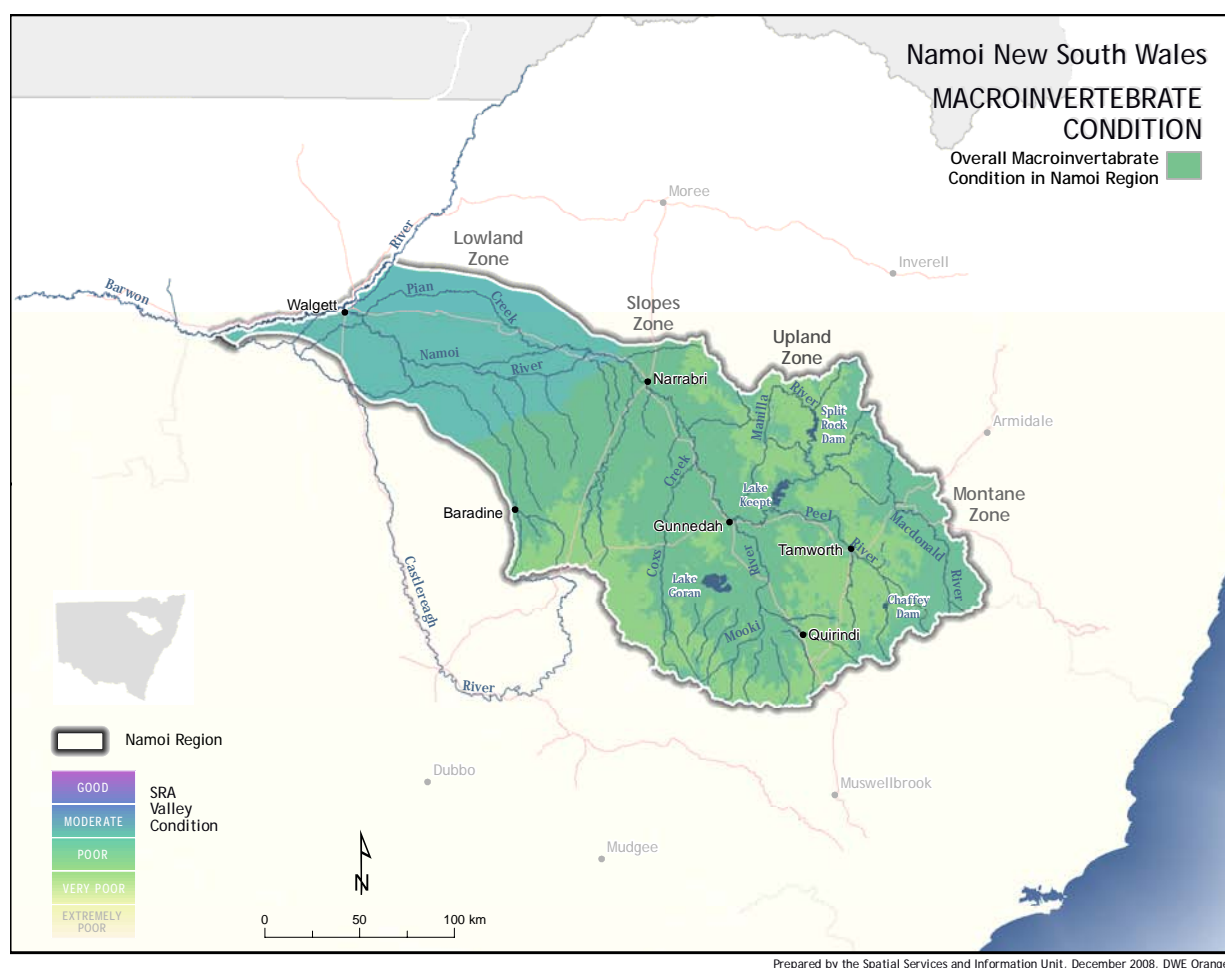 Namoi New South Wales
MACROINVERTEBRATE
CONDITION
Overall Macroinvertabrate
Condition in Namoi Region
Moree
Inverell
Lowland
Zone
River
Barwon
Walgett
Pian
Creek
Slopes
Zone
Upland
Zone
Namoi
River
Narrabri
Manilla
River
Split
Rock
Dam
Armidale
Montane
Zone
Creek
Lake
Keept
Baradine
Gunnedah
Peel
River
Macdonald
River
Tamworth
Castlereagh
River
Coxs
River
Lake
Goran
Chaffey
Dam
Mooki
Quirindi
Namoi Region
GOOD
MODERATE
POOR
VERY POOR
EXTREMELY
POOR
SRA
Valley
Condition
Dubbo
Muswellbrook
Mudgee
N
0 50 100 km
Prepared by the Spatial Services and Information Unit, December 2008, DWE Orange